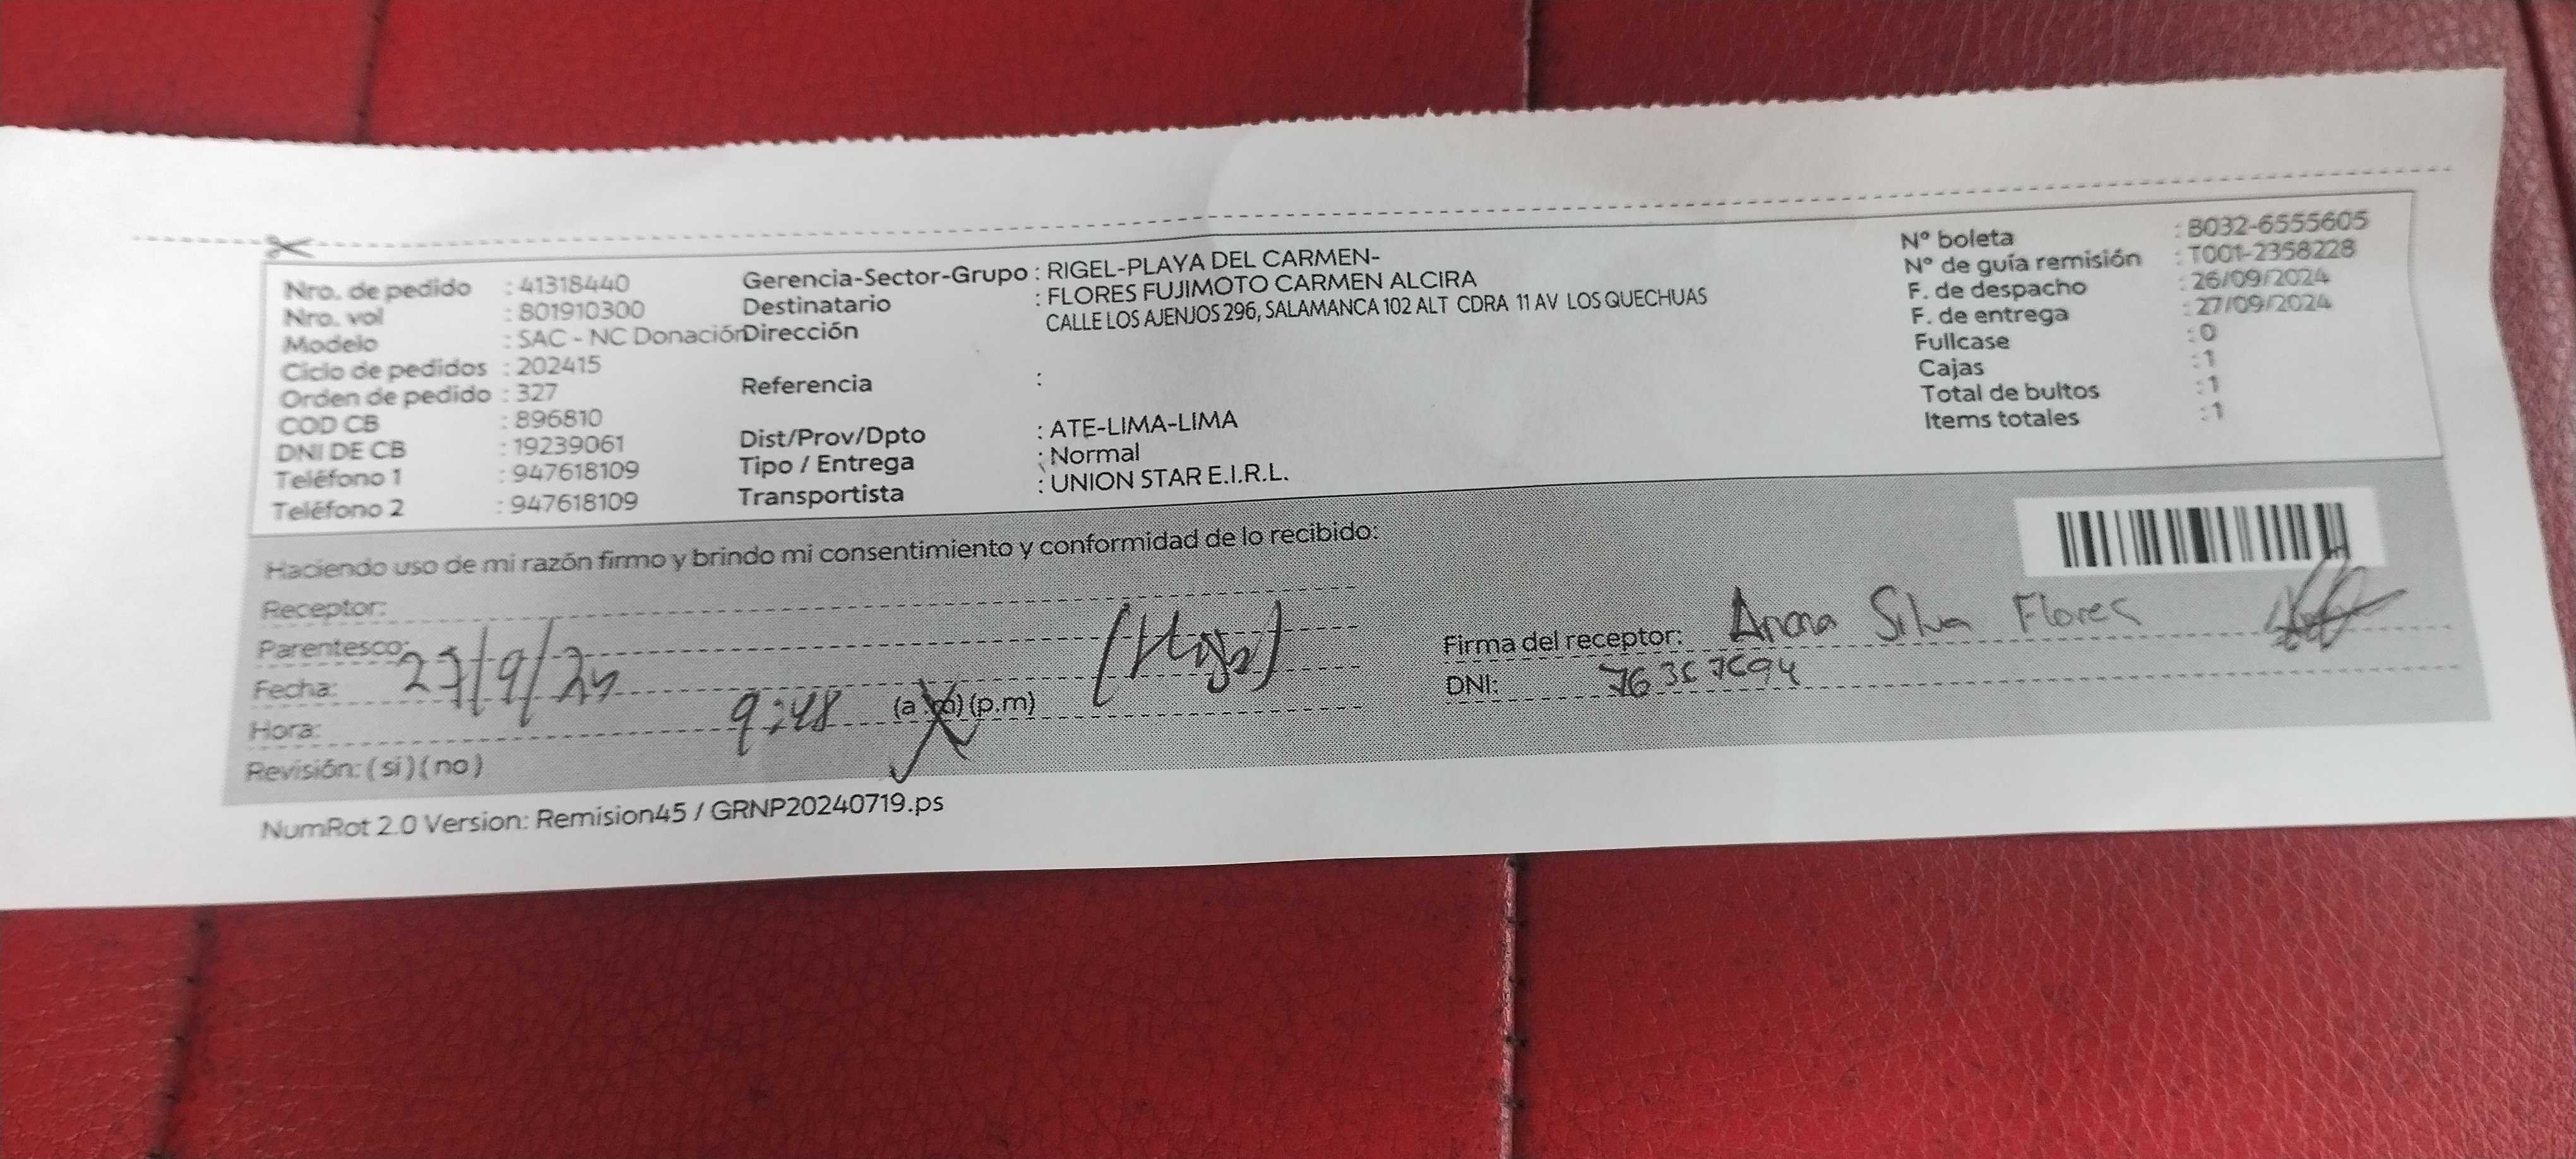 Nro. de pedido : 41318440
Nro. vol : 801910300
Modelo : SAC - NC Donación
Ciclo de pedidos : 202415
Orden de pedido : 327
COD CB : 896810
DNI DE CB : 19239061
Teléfono 1 : 947618109
Teléfono 2 : 947618109
Gerencia-Sector-Grupo : RIGEL-PLAYA DEL CARMEN-
Destinatario : FLORES FUJIMOTO CARMEN ALCIRA
Dirección CALLE LOS AJENJOS 296, SALAMANCA 102 ALT CDRA 11 AV LOS QUECHUAS
Referencia :
Dist/Prov/Dpto : ATE-LIMA-LIMA
Tipo / Entrega : Normal
Transportista : UNION STAR E.I.R.L.
N° boleta : B032-6555605
N° de guía remisión : T001-2358228
F. de despacho : 26/09/2024
F. de entrega : 27/09/2024
Fullcase : 0
Cajas : 1
Total de bultos : 1
Items totales : 1
Haciendo uso de mi razón firmo y brindo mi consentimiento y conformidad de lo recibido:
Receptor:
Parentesco:
Fecha: 27/9/24
(Hija)
Hora: 9:48 (a.m) (p.m)
Revisión: (si) (no)
Firma del receptor: Silva Flores
DNI:
NumRot 2.0 Version: Remision45 / GRNP20240719.ps